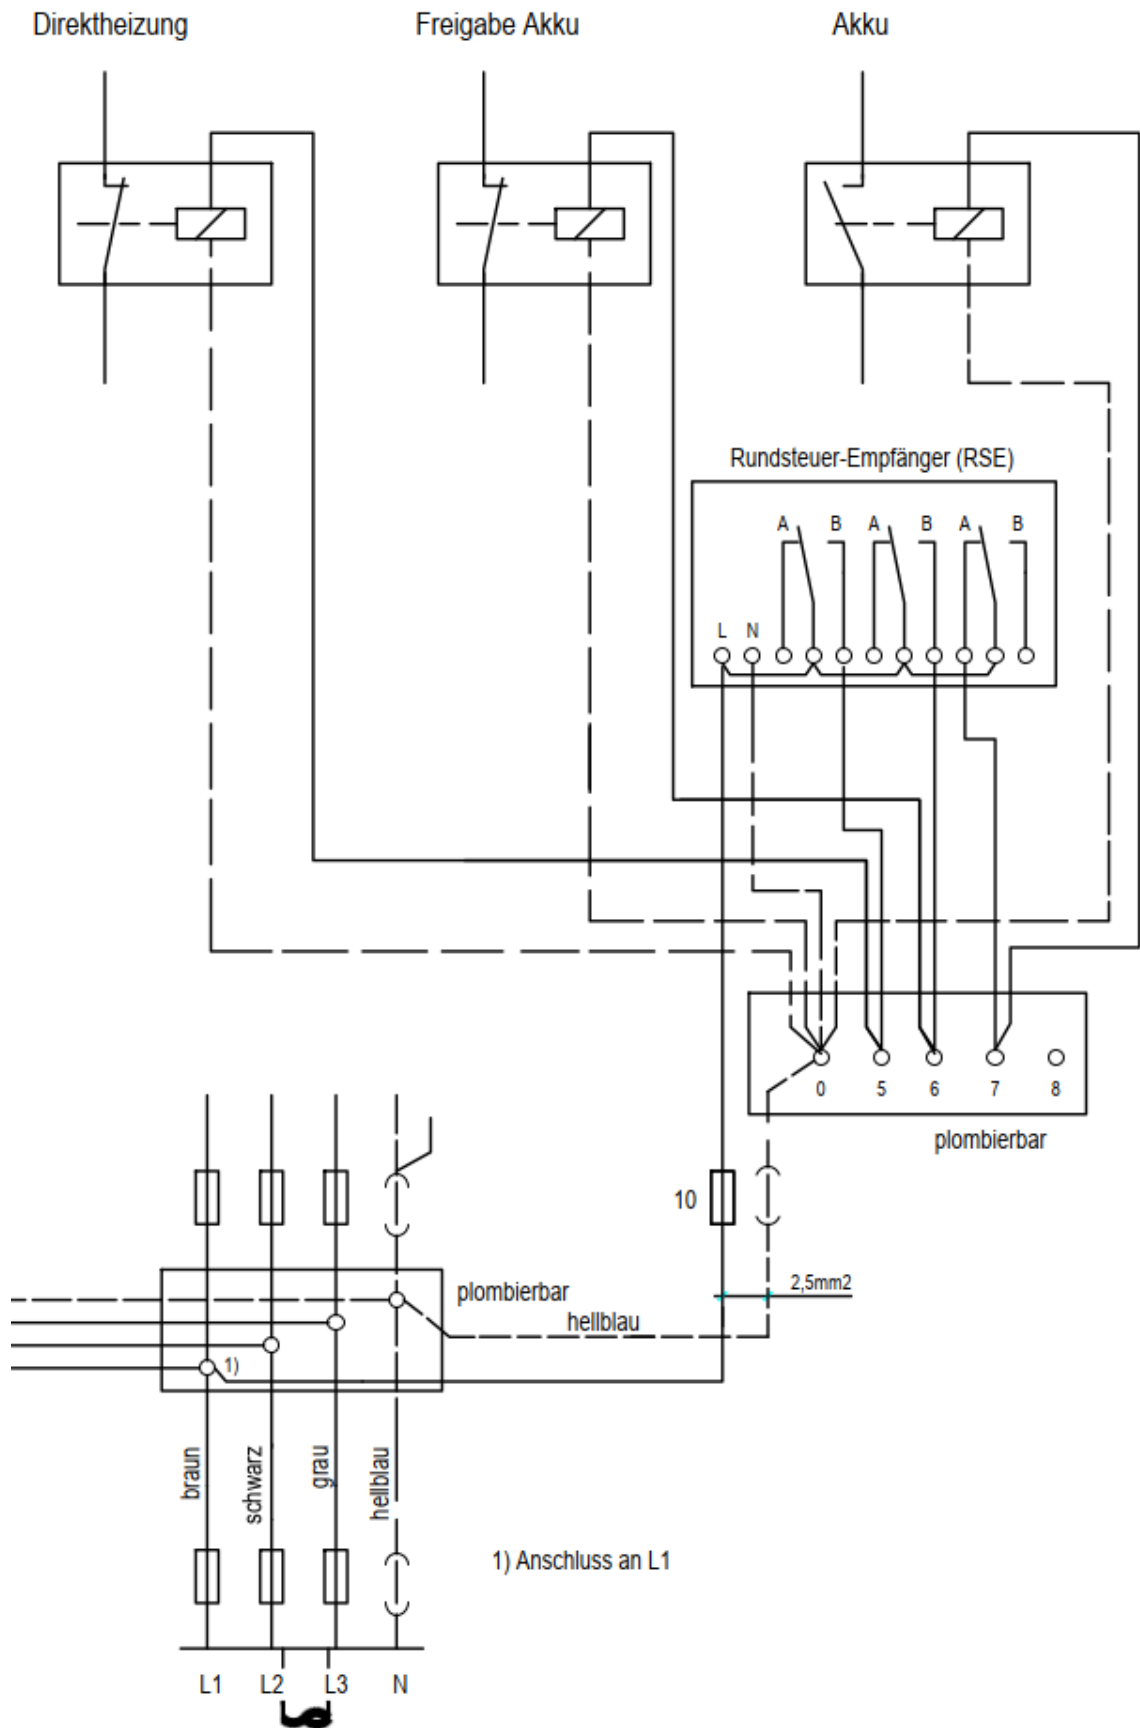 Direktheizung Freigabe Akku Akku
Rundsteuer-Empfänger (RSE)
A B A B A B
L N
0 5 6 7 8
plombierbar
10
2,5mm2
plombierbar
hellblau
1)
braun schwarz grau hellblau
1) Anschluss an L1
L1 L2 L3 N